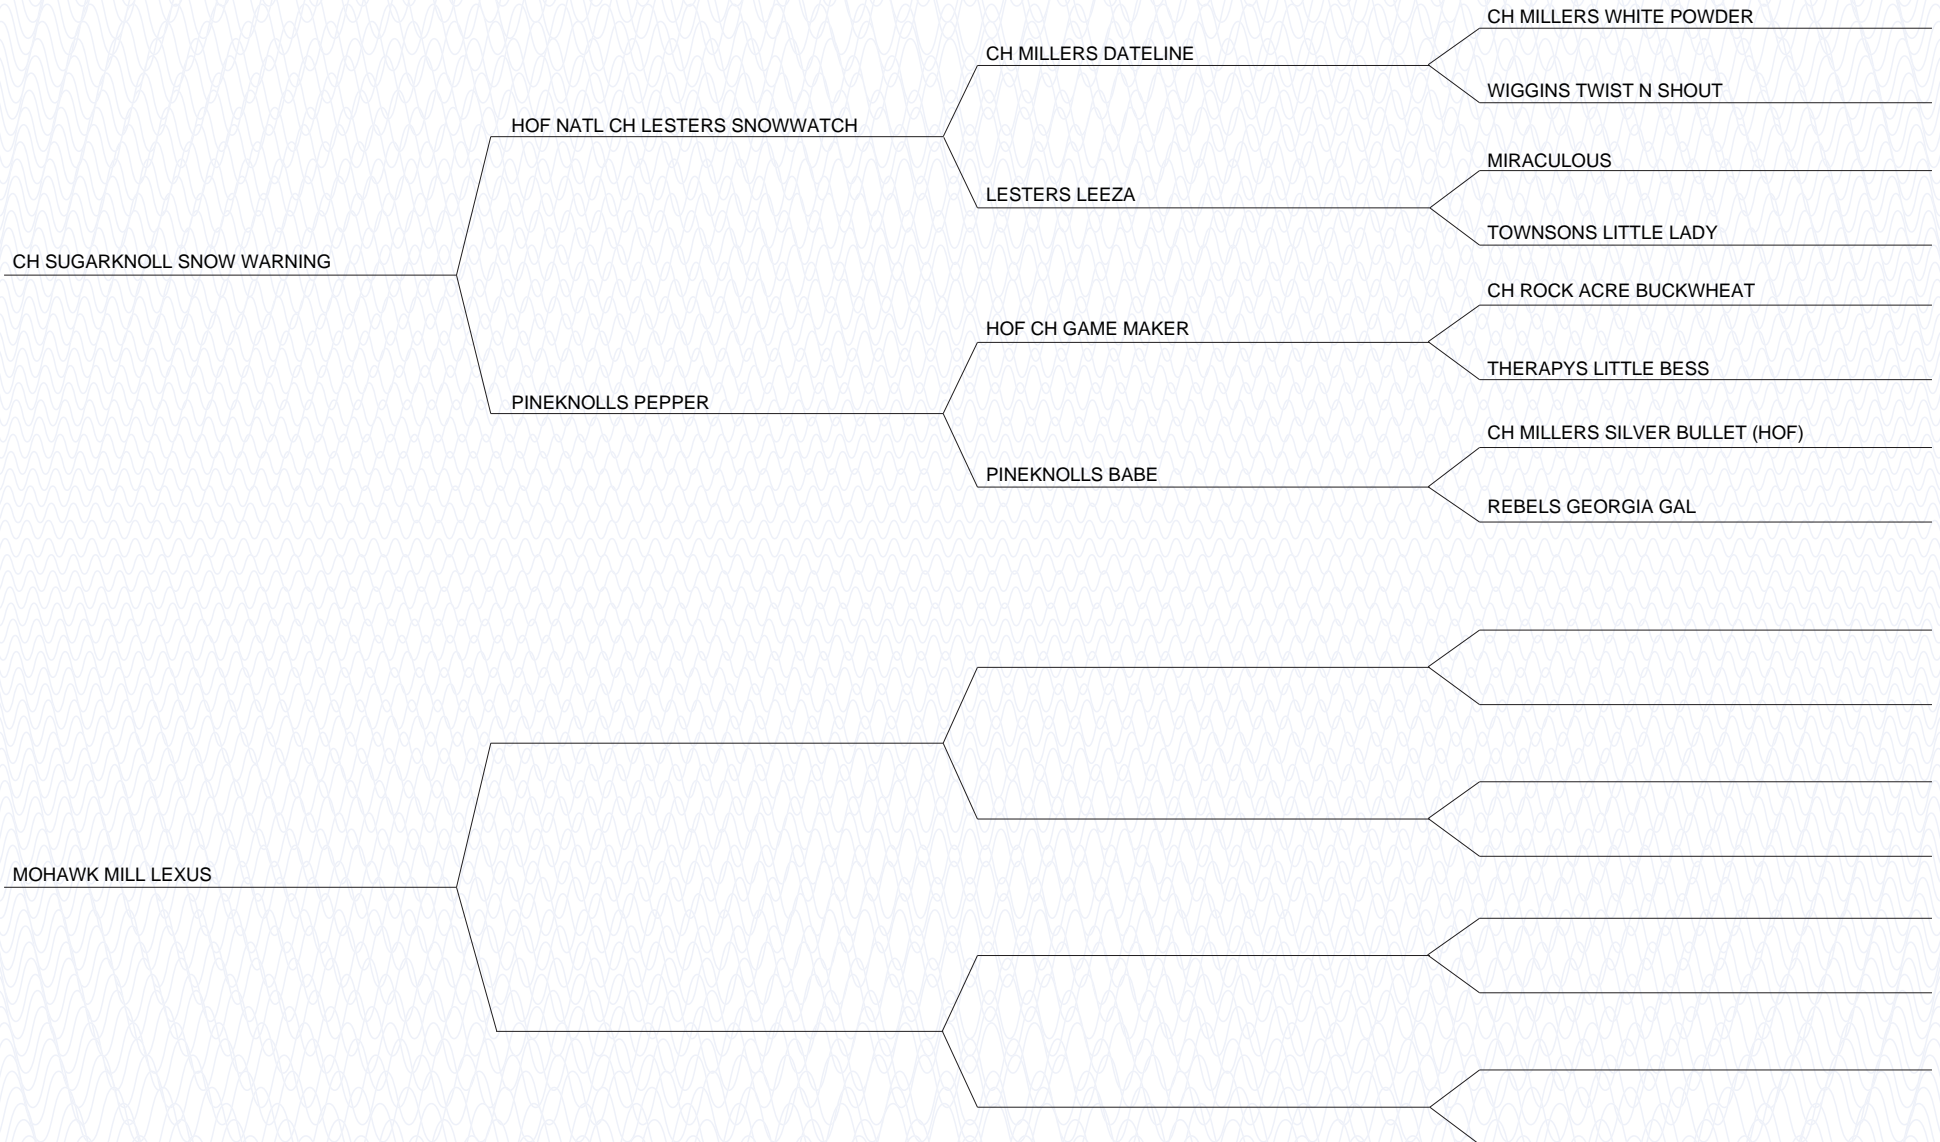 CH MILLERS WHITE POWDER
CH MILLERS DATELINE
WIGGINS TWIST N SHOUT
HOF NATL CH LESTERS SNOWWATCH
MIRACULOUS
LESTERS LEEZA
TOWNSONS LITTLE LADY
CH SUGARKNOLL SNOW WARNING
CH ROCK ACRE BUCKWHEAT
HOF CH GAME MAKER
THERAPYS LITTLE BESS
PINEKNOLLS PEPPER
CH MILLERS SILVER BULLET (HOF)
PINEKNOLLS BABE
REBELS GEORGIA GAL
MOHAWK MILL LEXUS